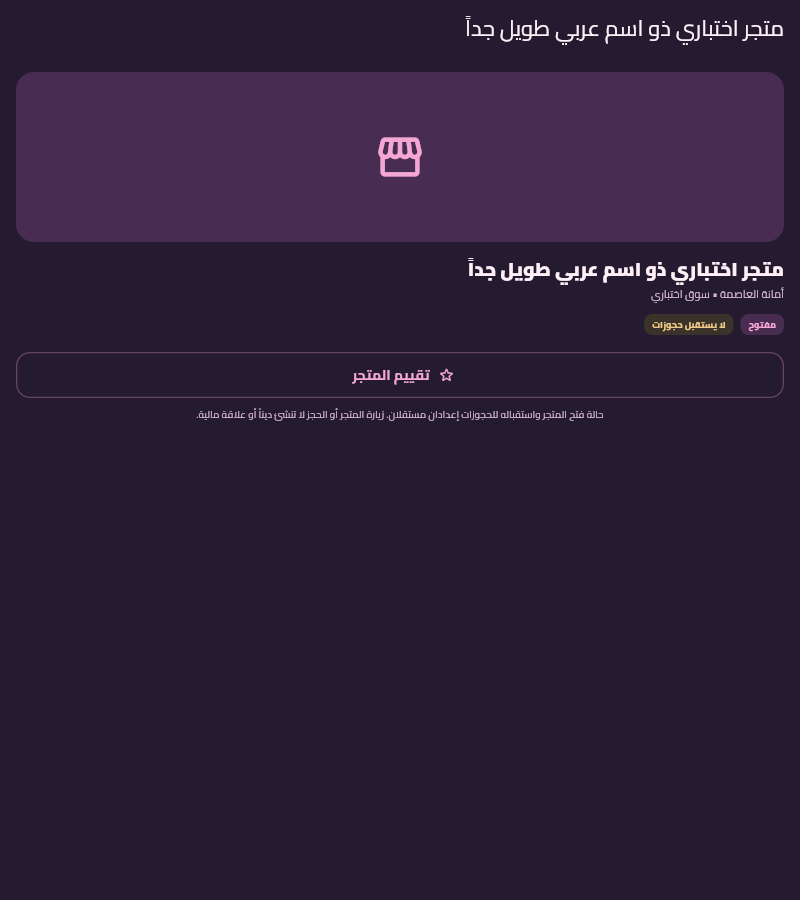 متجر اختباري ذو اسم عربي طويل جداً
متجر اختباري ذو اسم عربي طويل جداً
أمانة العاصمة • سوق اختباري
مفتوح
لا يستقبل حجوزات
تقييم المتجر
حالة فتح المتجر واستقباله للحجوزات إعدادان مستقلان. زيارة المتجر أو الحجز لا تنشئ ديناً أو علاقة مالية.